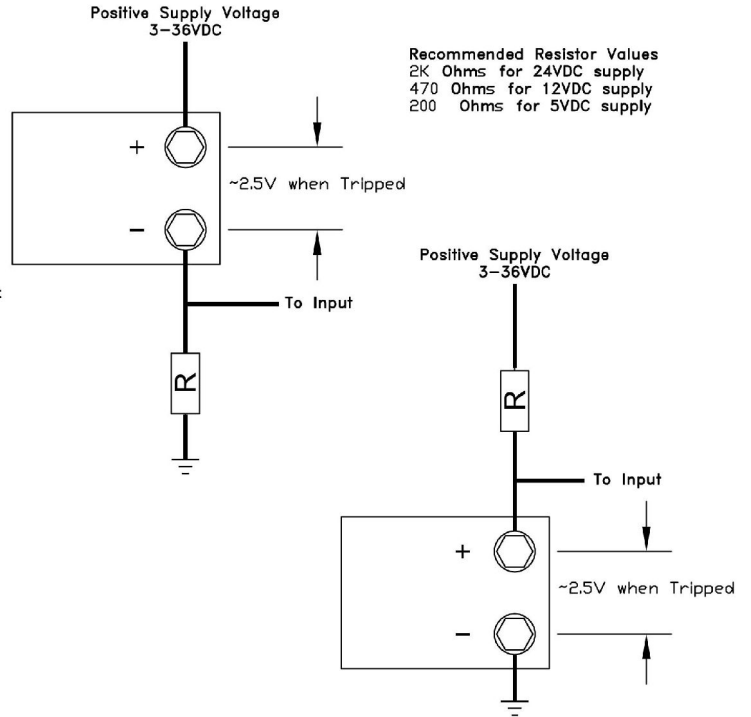 Positive Supply Voltage
3-36VDC
Recommended Resistor Values
2K Ohms for 24VDC supply
470 Ohms for 12VDC supply
200 Ohms for 5VDC supply
+
~2.5V when Tripped
-
To Input
R
Positive Supply Voltage
3-36VDC
R
To Input
+
~2.5V when Tripped
-